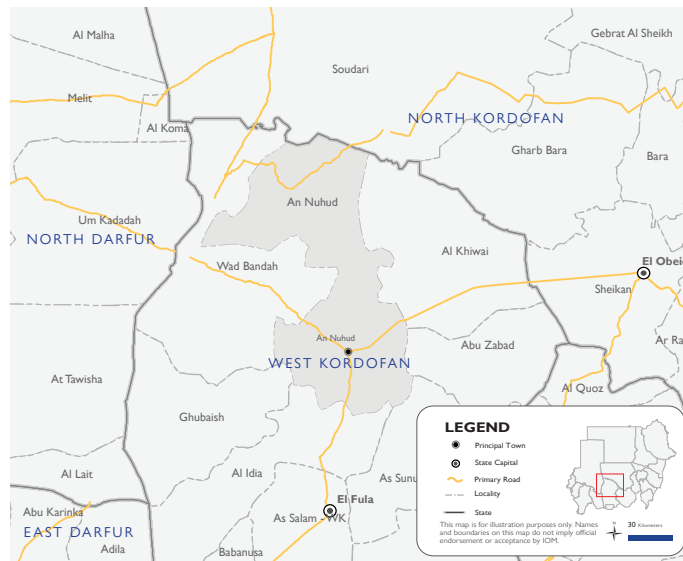 Al Malha
Gebrat Al Sheikh
Soudari
Melit
NORTH KORDOFAN
Al Koma
Gharb Bara
Bara
An Nuhud
Um Kadadah
NORTH DARFUR
Al Khiwai
Wad Bandah
El Obei
Sheikan
An Nuhud
Abu Zabad
Ar Ra
WEST KORDOFAN
At Tawisha
Al Quoz
Ghubaish
Al Lait
Al Idia
As Sunu
El Fula
Abu Karinka
As Salam - WK
EAST DARFUR
Adila
Babanusa
LEGEND
Principal Town
State Capital
Primary Road
Locality
State
This map is for illustration purposes only. Names
and boundaries on this map do not imply official
endorsement or acceptance by IOM.
N
30 Kilometers